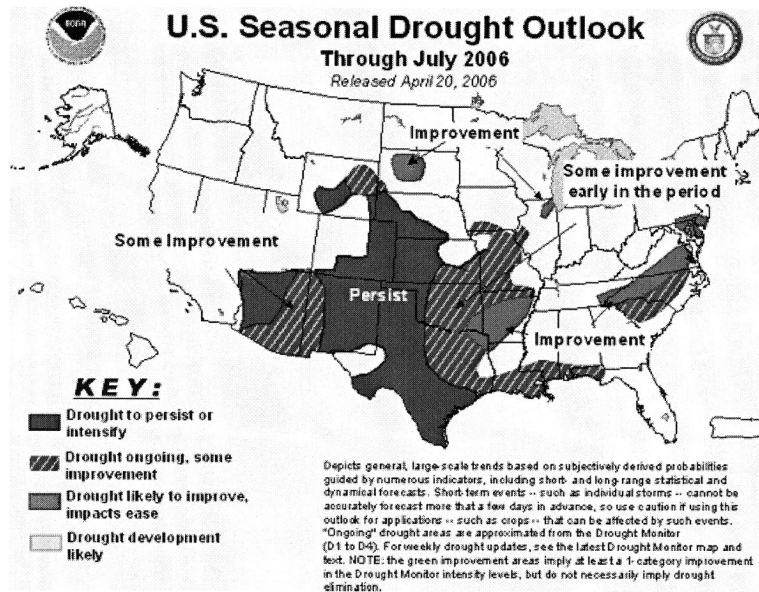 NOAA
U.S. Seasonal Drought Outlook
Through July 2006
Released April 20, 2006
Improvement
Some improvement
early in the period
Some Improvement
Persist
Improvement
KEY:
Drought to persist or
intensify
Drought ongoing, some
improvement
Drought likely to improve,
impacts ease
Drought development
likely
Depicts general, large-scale trends based on subjectively derived probabilities
guided by numerous indicators, including short- and long-range statistical and
dynamical forecasts. Short-term events -- such as individual storms -- cannot be
accurately forecast more that a few days in advance, so use caution if using this
outlook for applications -- such as crops -- that can be affected by such events.
"Ongoing" drought areas are approximated from the Drought Monitor
(D1 to D4). For weekly drought updates, see the latest Drought Monitor map and
text. NOTE: the green improvement areas imply at least a 1-category improvement
in the Drought Monitor intensity levels, but do not necessarily imply drought
elimination.